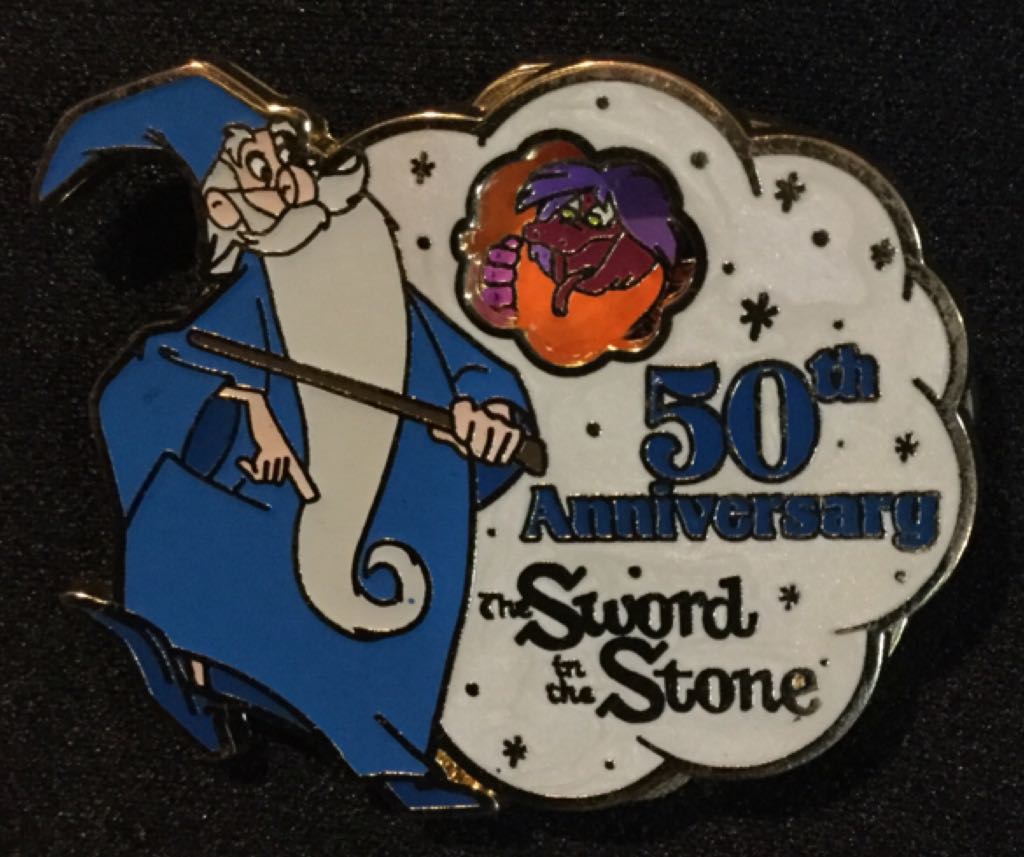 50th
Anniversary
The Sword
in the
Stone